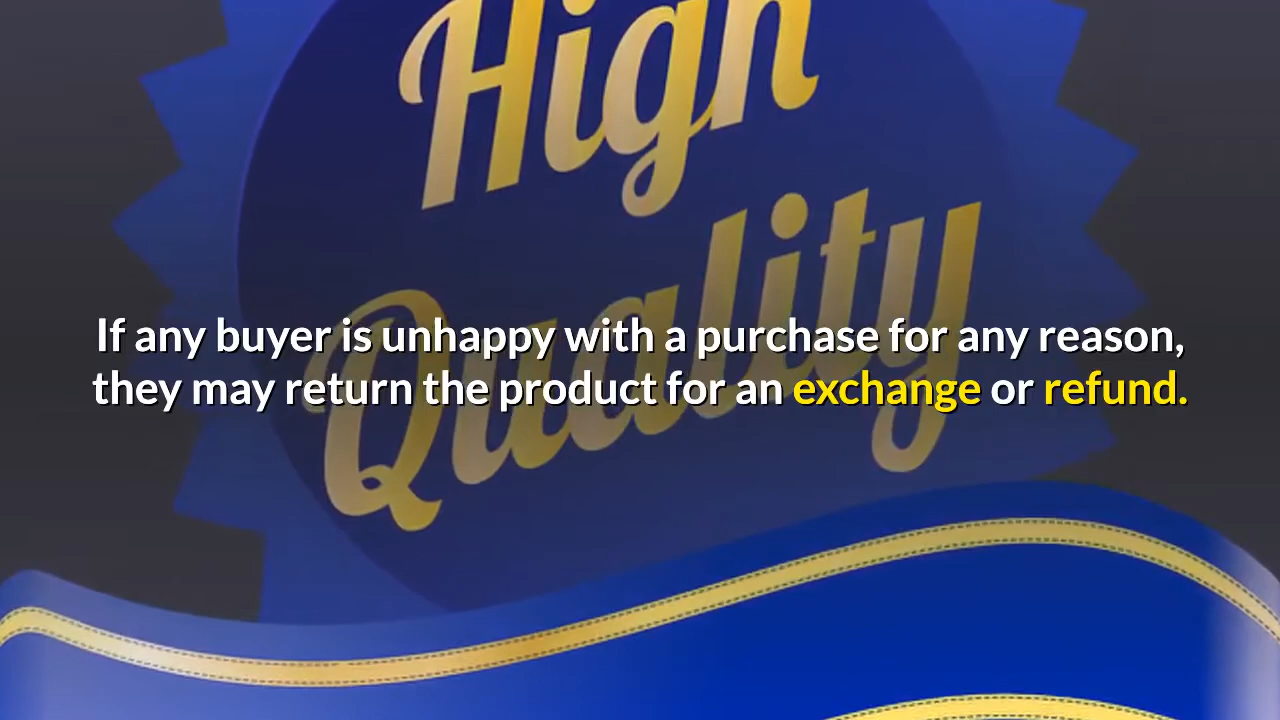 High
Quality
If any buyer is unhappy with a purchase for any reason,
they may return the product for an exchange or refund.